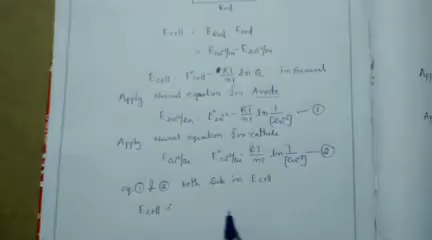 Red
Ecell = ERed Eoxd
= Ecu²⁺/cu - Ezn²⁺/zn
Ecell = E°cell - RT/nF ln Q In General
Apply Nernst equation for Anode
Ezn²⁺/zn E°zn²⁺ - RT/nF ln 1/[zn²⁺] — ①
Apply Nernst equation for cathode
Ecu²⁺/cu E°cu²⁺/cu - RT/nF ln 1/[cu²⁺] — ②
eq ① & ② both Sub in Ecell
Ecell =